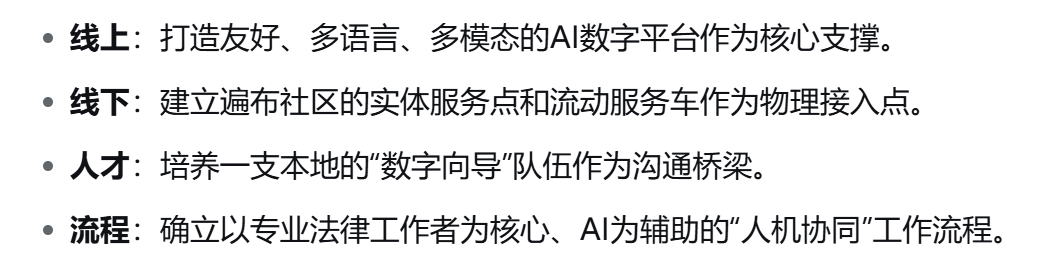 线上：打造友好、多语言、多模态的AI数字平台作为核心支撑。
线下：建立遍布社区的实体服务点和流动服务车作为物理接入点。
人才：培养一支本地的“数字向导”队伍作为沟通桥梁。
流程：确立以专业法律工作者为核心、AI为辅助的“人机协同”工作流程。